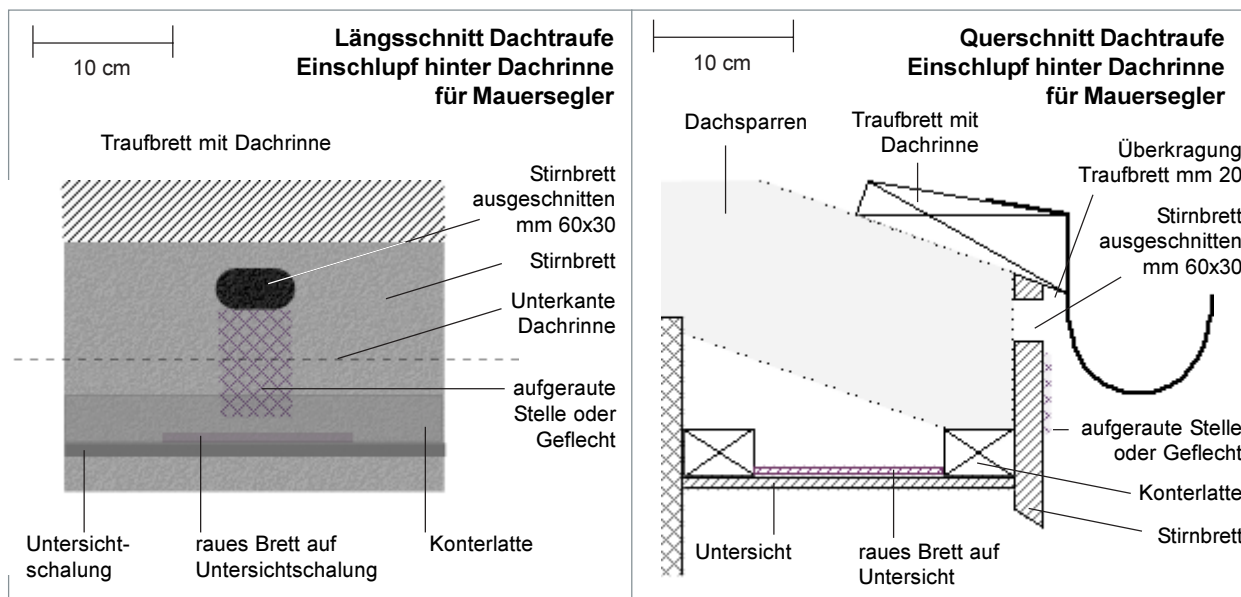 10 cm
Längsschnitt Dachtraufe
Einschlupf hinter Dachrinne
für Mauersegler
Traufbrett mit Dachrinne
Stirnbrett
ausgeschnitten
mm 60x30
Stirnbrett
Unterkante
Dachrinne
aufgeraute
Stelle oder
Geflecht
Untersicht-
schalung
raues Brett auf
Untersichtschalung
Konterlatte
10 cm
Querschnitt Dachtraufe
Einschlupf hinter Dachrinne
für Mauersegler
Dachsparren
Traufbrett mit
Dachrinne
Überkragung
Traufbrett mm 20
Stirnbrett
ausgeschnitten
mm 60x30
aufgeraute Stelle
oder Geflecht
Konterlatte
Stirnbrett
Untersicht
raues Brett auf
Untersicht